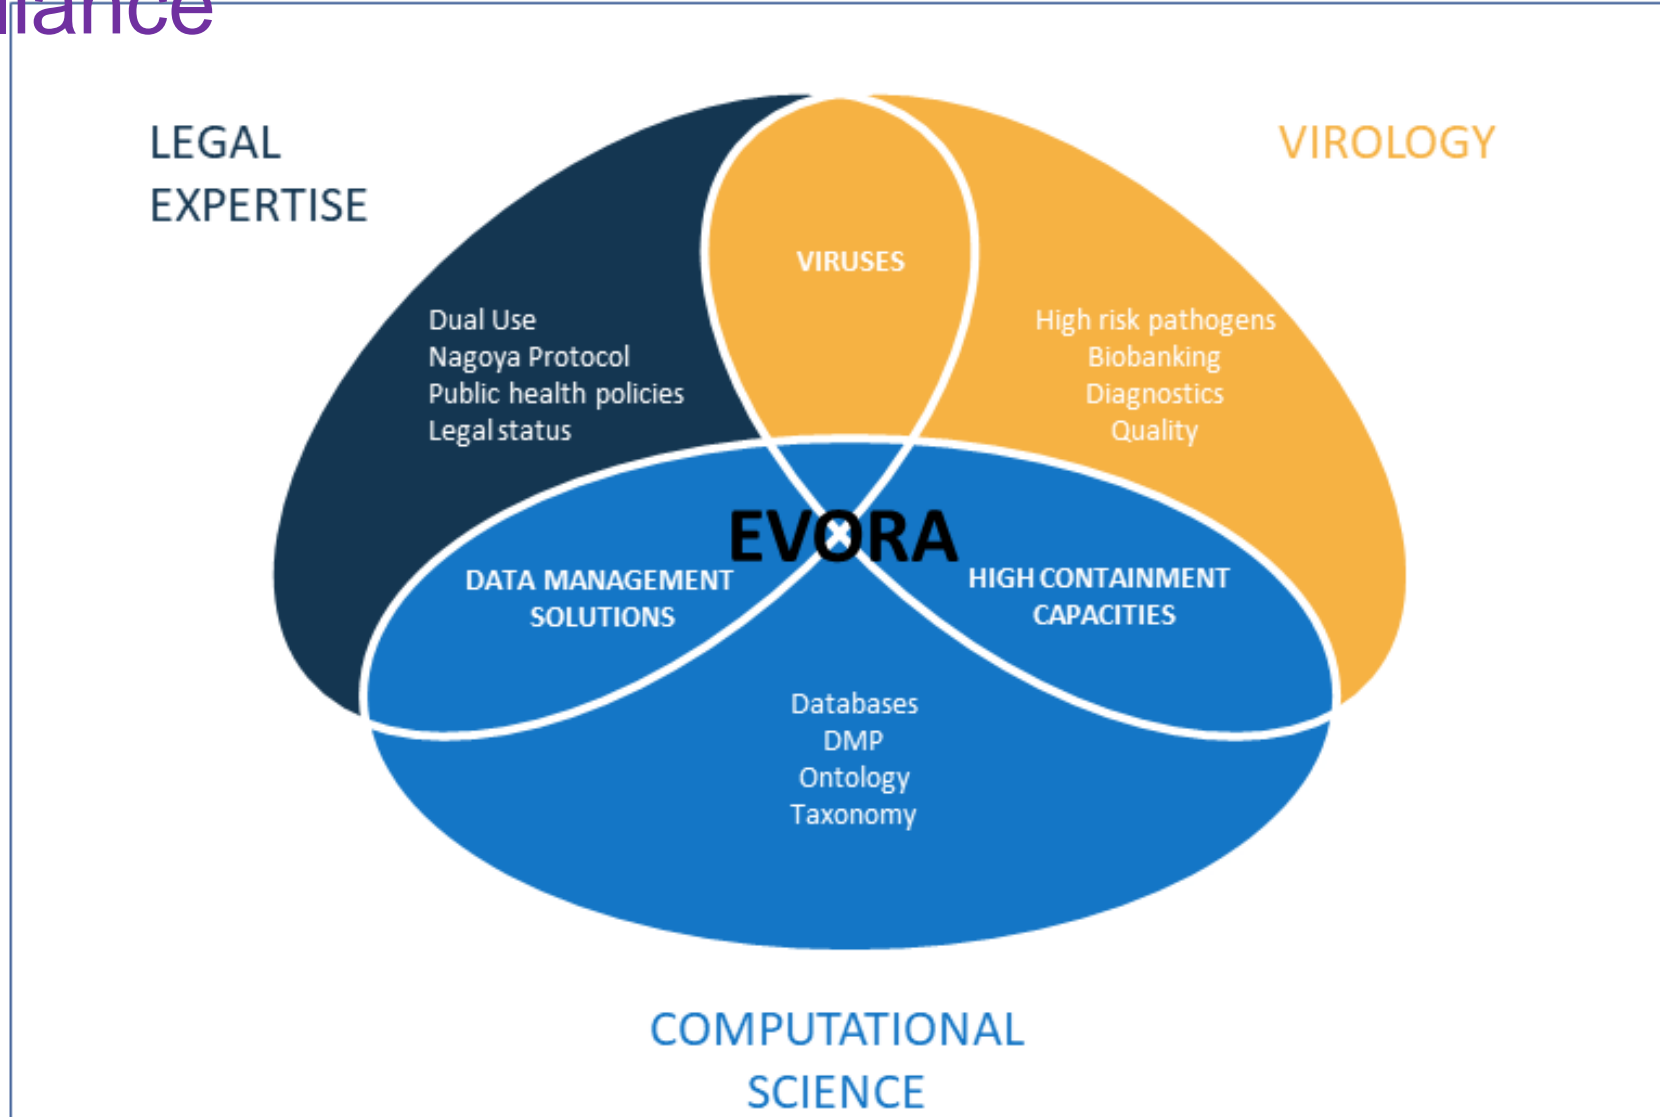 LEGAL
EXPERTISE
VIROLOGY
VIRUSES
Dual Use
Nagoya Protocol
Public health policies
Legal status
High risk pathogens
Biobanking
Diagnostics
Quality
EVORA
DATA MANAGEMENT
SOLUTIONS
HIGH CONTAINMENT
CAPACITIES
Databases
DMP
Ontology
Taxonomy
COMPUTATIONAL
SCIENCE